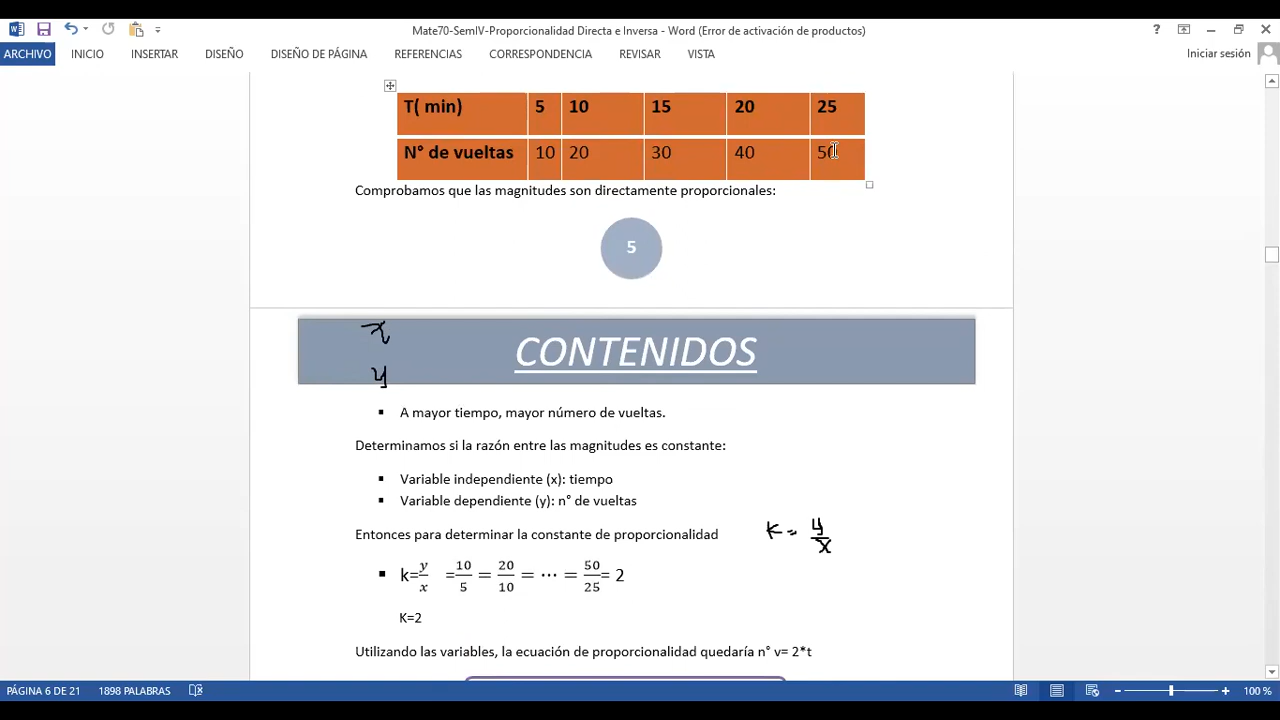 Mate70-SemIV-Proporcionalidad Directa e Inversa - Word (Error de activación de productos)
ARCHIVO INICIO INSERTAR DISEÑO DISEÑO DE PÁGINA REFERENCIAS CORRESPONDENCIA REVISAR VISTA Iniciar sesión
T( min) 5 10 15 20 25
N° de vueltas 10 20 30 40 50
Comprobamos que las magnitudes son directamente proporcionales:
5
x
CONTENIDOS
y
▪ A mayor tiempo, mayor número de vueltas.
Determinamos si la razón entre las magnitudes es constante:
▪ Variable independiente (x): tiempo
▪ Variable dependiente (y): n° de vueltas
Entonces para determinar la constante de proporcionalidad K = y/x
▪ k=y/x =10/5 = 20/10 = ⋯ = 50/25= 2
K=2
Utilizando las variables, la ecuación de proporcionalidad quedaría n° v= 2*t
PÁGINA 6 DE 21 1898 PALABRAS 100 %